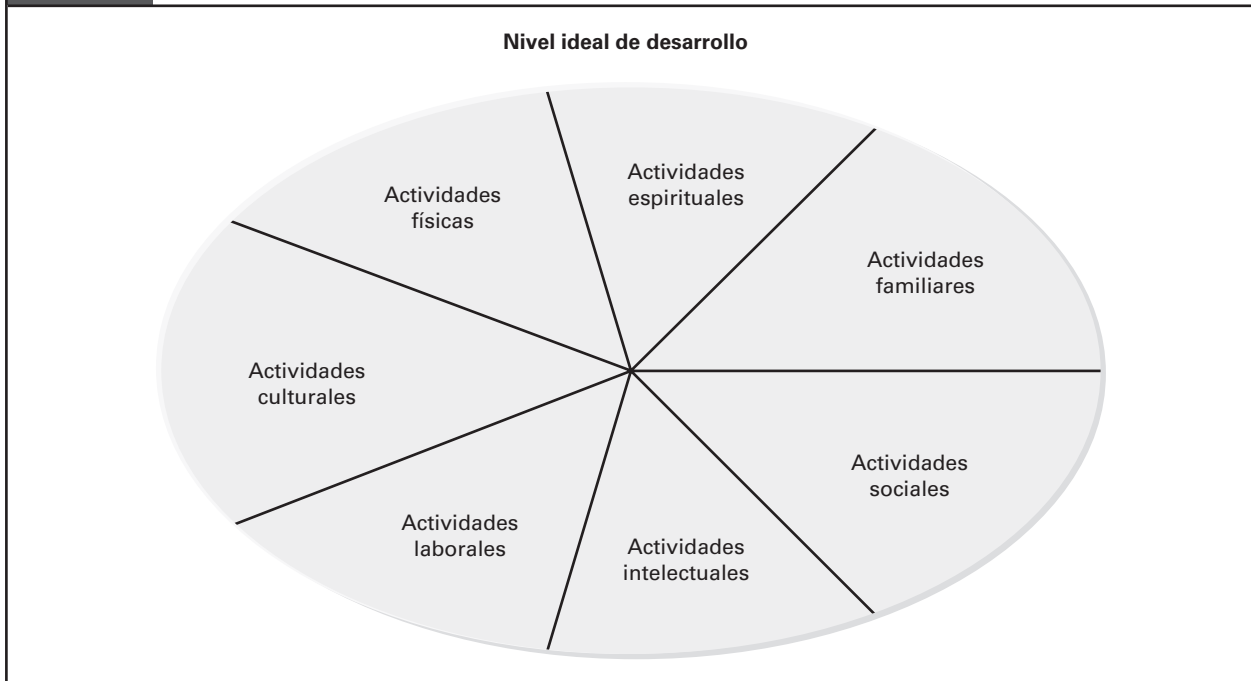 Nivel ideal de desarrollo
Actividades
espirituales
Actividades
físicas
Actividades
familiares
Actividades
culturales
Actividades
sociales
Actividades
laborales
Actividades
intelectuales